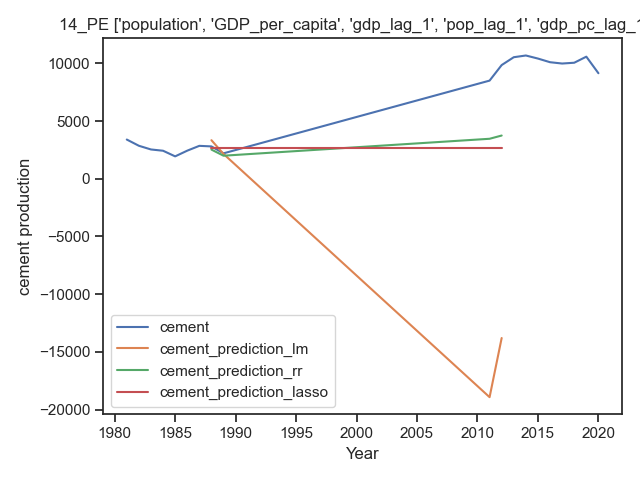 14_PE ['population', 'GDP_per_capita', 'gdp_lag_1', 'pop_lag_1', 'gdp_pc_lag_1
10000
5000
0
−5000
−10000
−15000
−20000
cement production
cement
cement_prediction_lm
cement_prediction_rr
cement_prediction_lasso
1980 1985 1990 1995 2000 2005 2010 2015 2020
Year